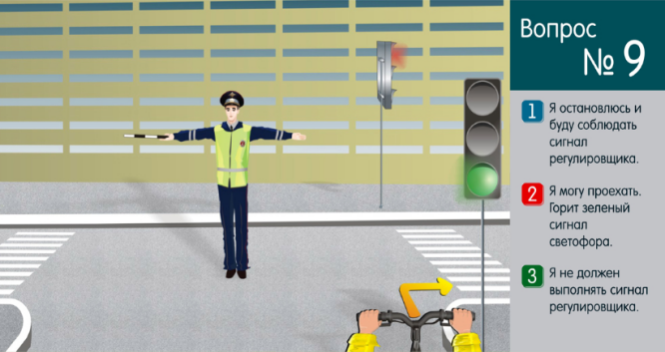 Вопрос
№ 9
1 Я остановлюсь и
буду соблюдать
сигнал
регулировщика.
2 Я могу проехать.
Горит зеленый
сигнал
светофора.
3 Я не должен
выполнять сигнал
регулировщика.